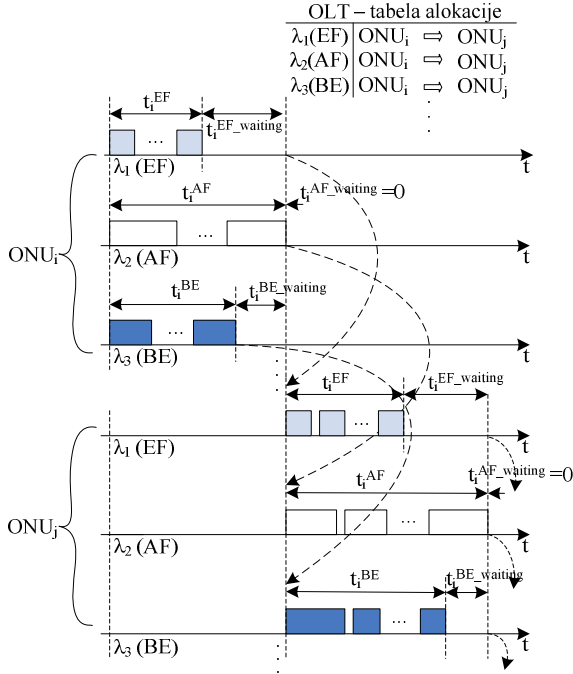 OLT – tabela alokacije
λ₁(EF) ONUᵢ ⇨ ONUⱼ
λ₂(AF) ONUᵢ ⇨ ONUⱼ
λ₃(BE) ONUᵢ ⇨ ONUⱼ
tᵢEF tᵢEF_waiting
...
λ₁(EF) t
tᵢAF tᵢAF_waiting =0
...
ONUᵢ
λ₂(AF) t
tᵢBE tᵢBE_waiting
...
λ₃(BE) t
tᵢEF tᵢEF_waiting
...
λ₁(EF) t
tᵢAF tᵢAF_waiting =0
...
ONUⱼ
λ₂(AF) t
tᵢBE tᵢBE_waiting
...
λ₃(BE) t